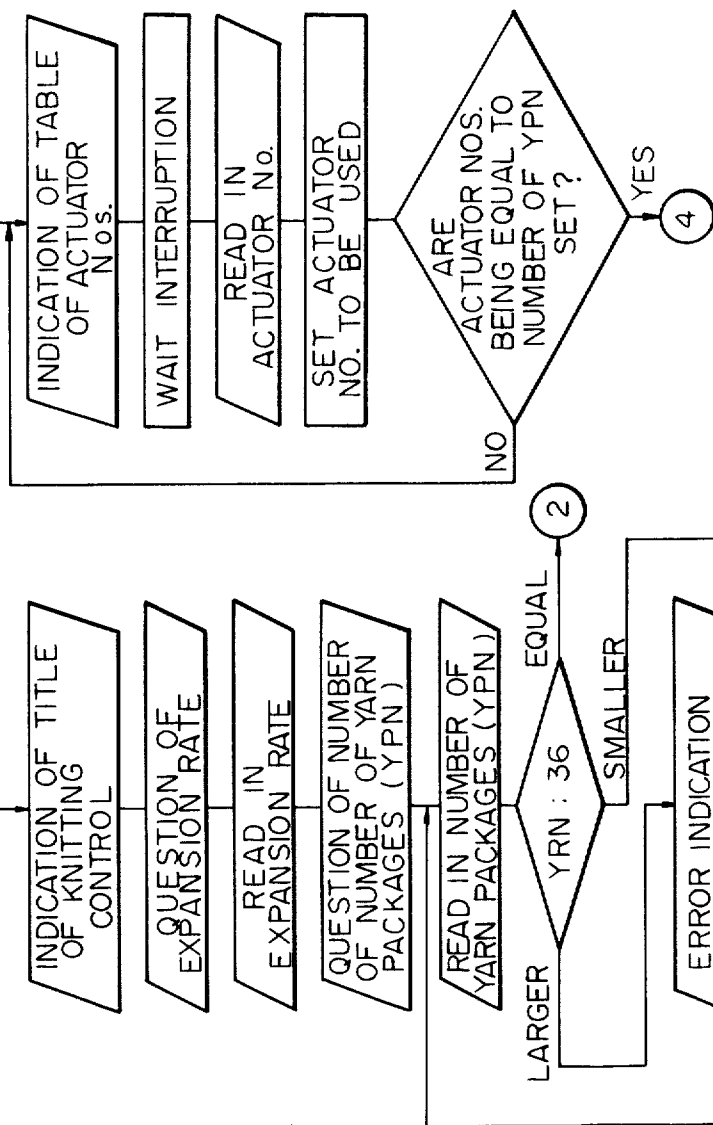 INDICATION OF TITLE
OF KNITTING
CONTROL
QUESTION OF
EXPANSION RATE
READ IN
EXPANSION RATE
QUESTION OF NUMBER
OF NUMBER OF YARN
PACKAGES (YPN)
READ IN NUMBER OF
YARN PACKAGES (YPN)
YRN : 36
LARGER
EQUAL
SMALLER
2
ERROR INDICATION
INDICATION OF TABLE
OF ACTUATOR
Nos.
WAIT INTERRUPTION
READ IN
ACTUATOR No.
SET ACTUATOR
NO. TO BE USED
ARE
ACTUATOR NOS.
BEING EQUAL TO
NUMBER OF YPN
SET?
NO
YES
4